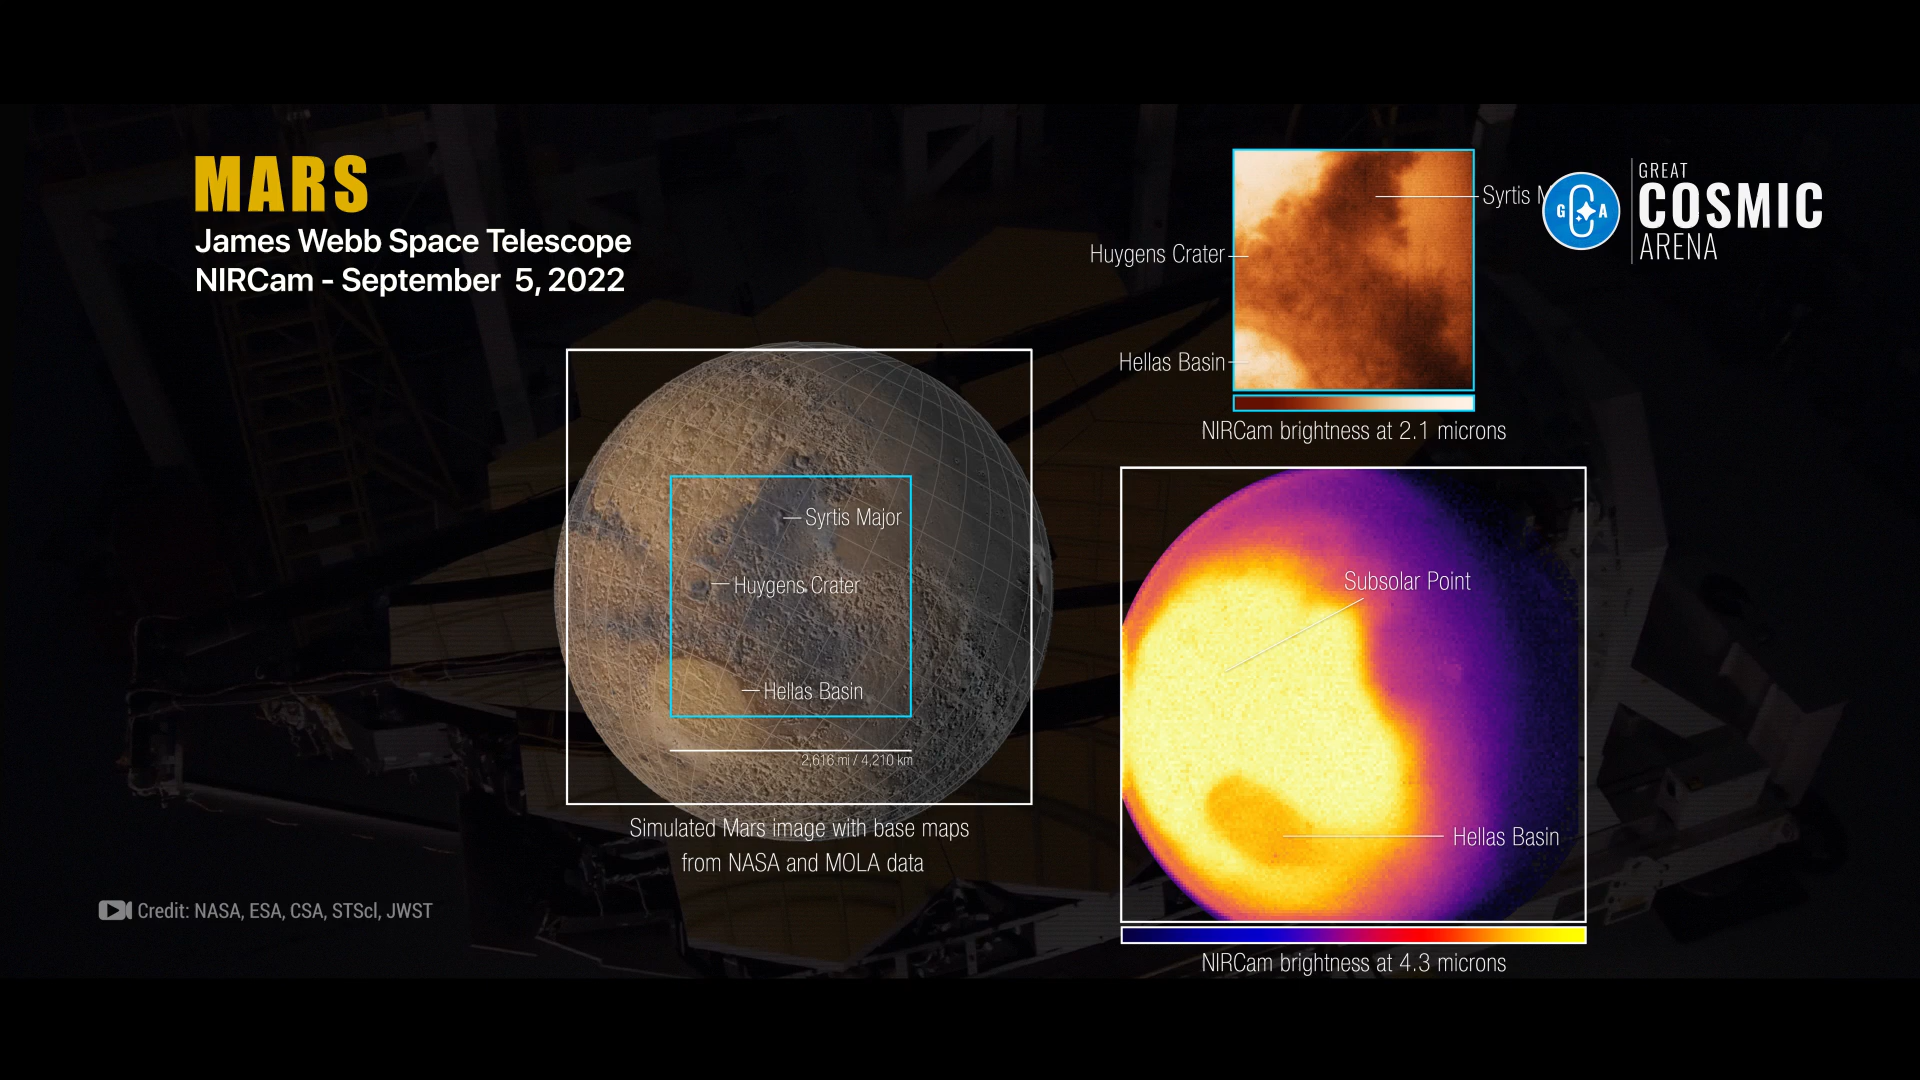 MARS
James Webb Space Telescope
NIRCam - September 5, 2022
Syrtis
GREAT
COSMIC
ARENA
G C A
Huygens Crater
Hellas Basin
NIRCam brightness at 2.1 microns
Syrtis Major
Huygens Crater
Hellas Basin
2,616 mi / 4,210 km
Simulated Mars image with base maps
from NASA and MOLA data
Subsolar Point
Hellas Basin
NIRCam brightness at 4.3 microns
Credit: NASA, ESA, CSA, STScl, JWST